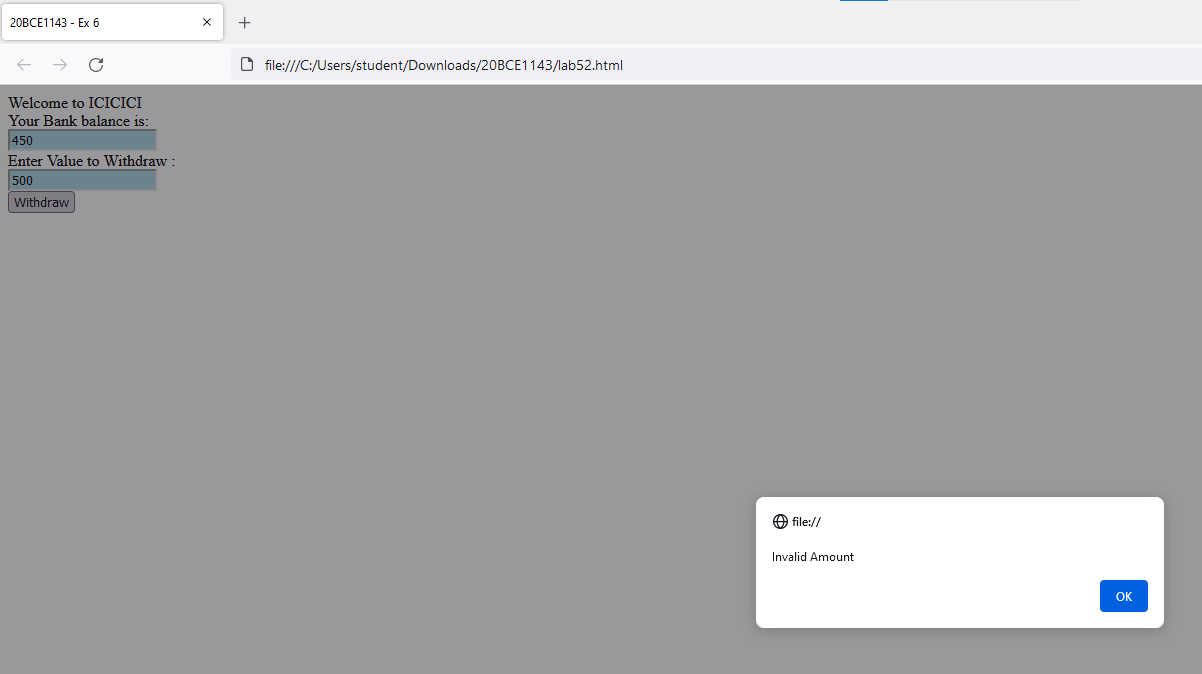 20BCE1143 - Ex 6
file:///C:/Users/student/Downloads/20BCE1143/lab52.html
Welcome to ICICICI
Your Bank balance is:
450
Enter Value to Withdraw :
500
Withdraw
file://
Invalid Amount
OK